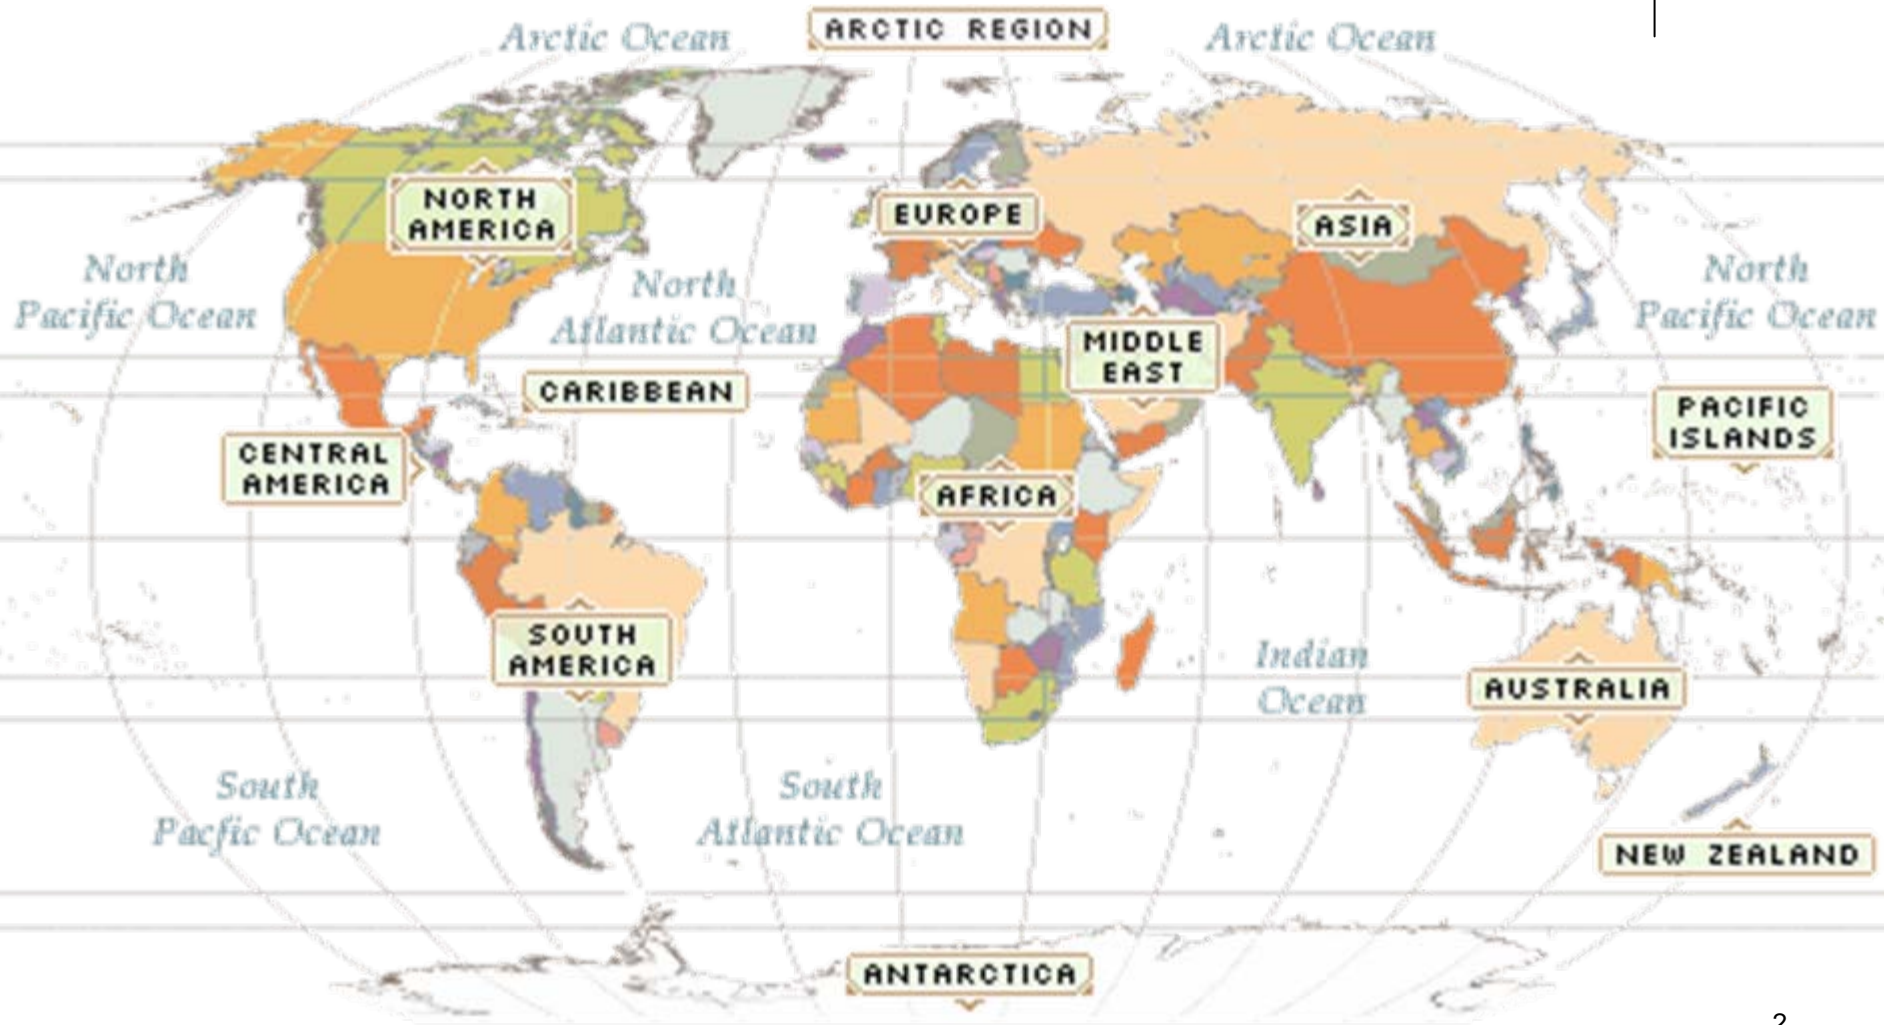 Arctic Ocean
ARCTIC REGION
Arctic Ocean
NORTH
AMERICA
EUROPE
ASIA
North
Pacific Ocean
North
Atlantic Ocean
North
Pacific Ocean
MIDDLE
EAST
CARIBBEAN
PACIFIC
ISLANDS
CENTRAL
AMERICA
AFRICA
SOUTH
AMERICA
Indian
Ocean
AUSTRALIA
South
Pacfic Ocean
South
Atlantic Ocean
NEW ZEALAND
ANTARCTICA
2